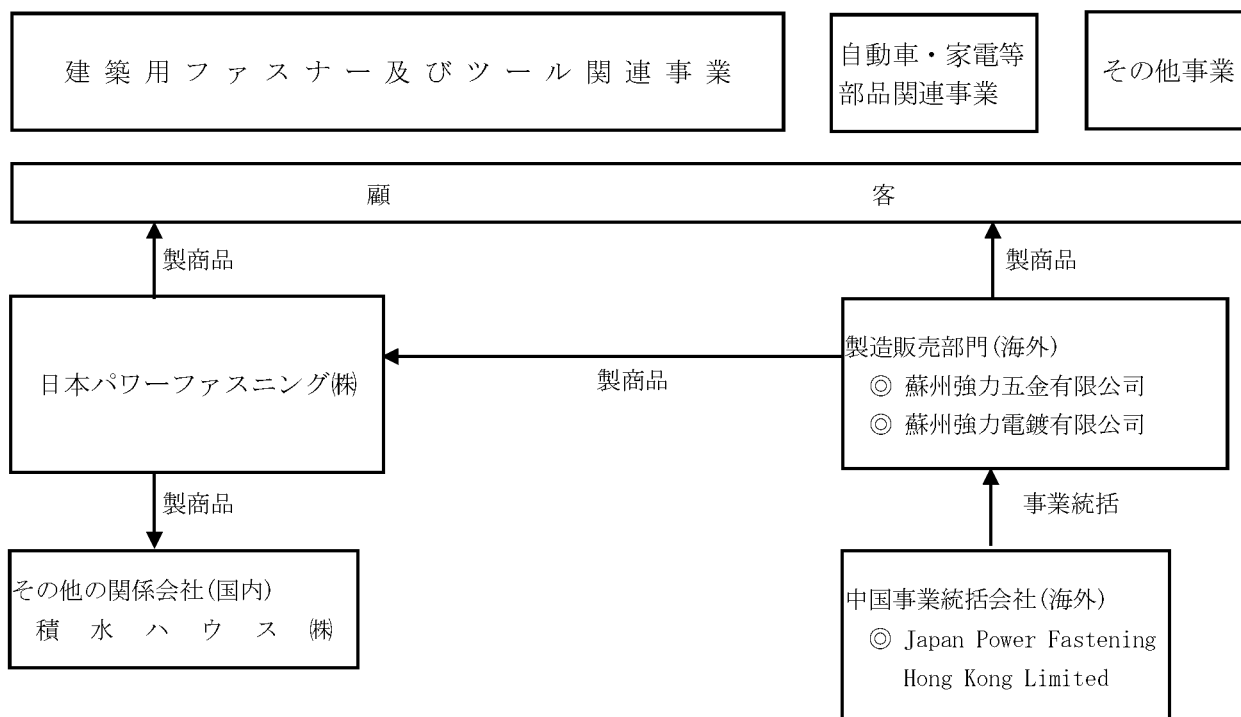 建築用ファスナー及びツール関連事業
自動車・家電等
部品関連事業
その他事業
顧客
製商品
製商品
日本パワーファスニング㈱
製商品
製造販売部門(海外)
◎ 蘇州強力五金有限公司
◎ 蘇州強力電鍍有限公司
製商品
事業統括
その他の関係会社(国内)
積水ハウス㈱
中国事業統括会社(海外)
◎ Japan Power Fastening
Hong Kong Limited